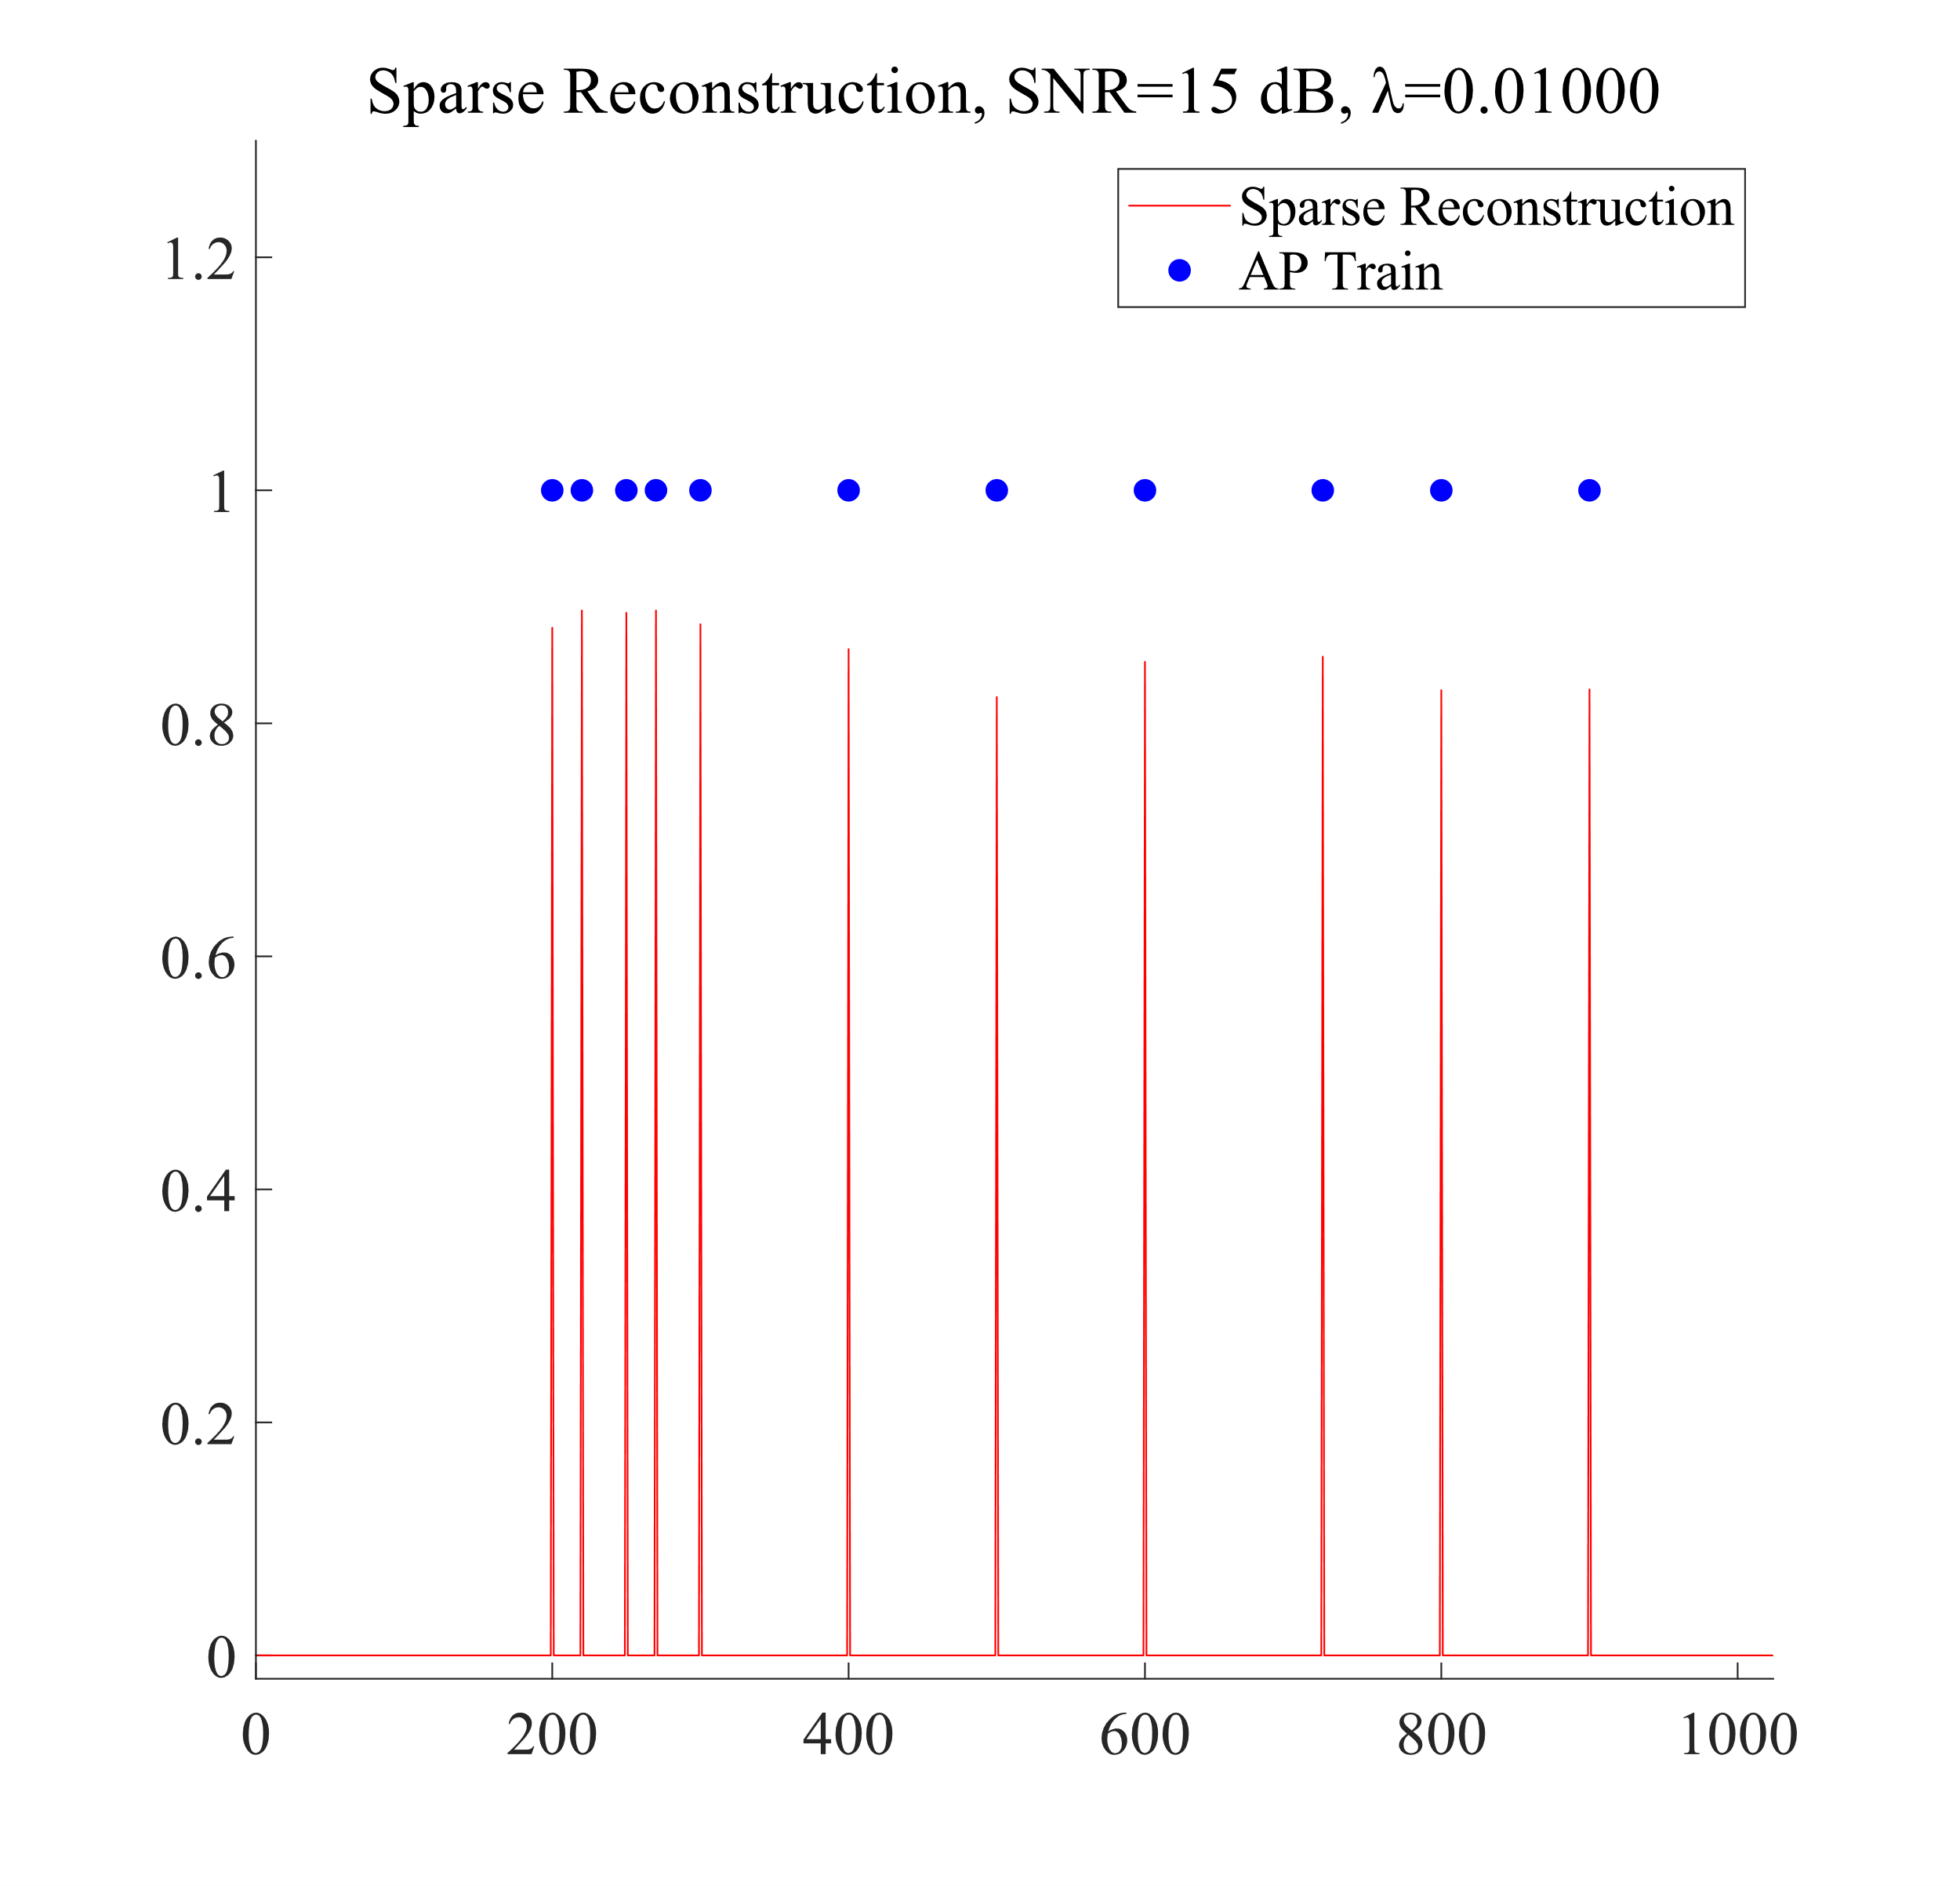 Sparse Reconstruction, SNR=15 dB, λ=0.01000
Sparse Reconstruction
AP Train
1.2
1
0.8
0.6
0.4
0.2
0
0 200 400 600 800 1000